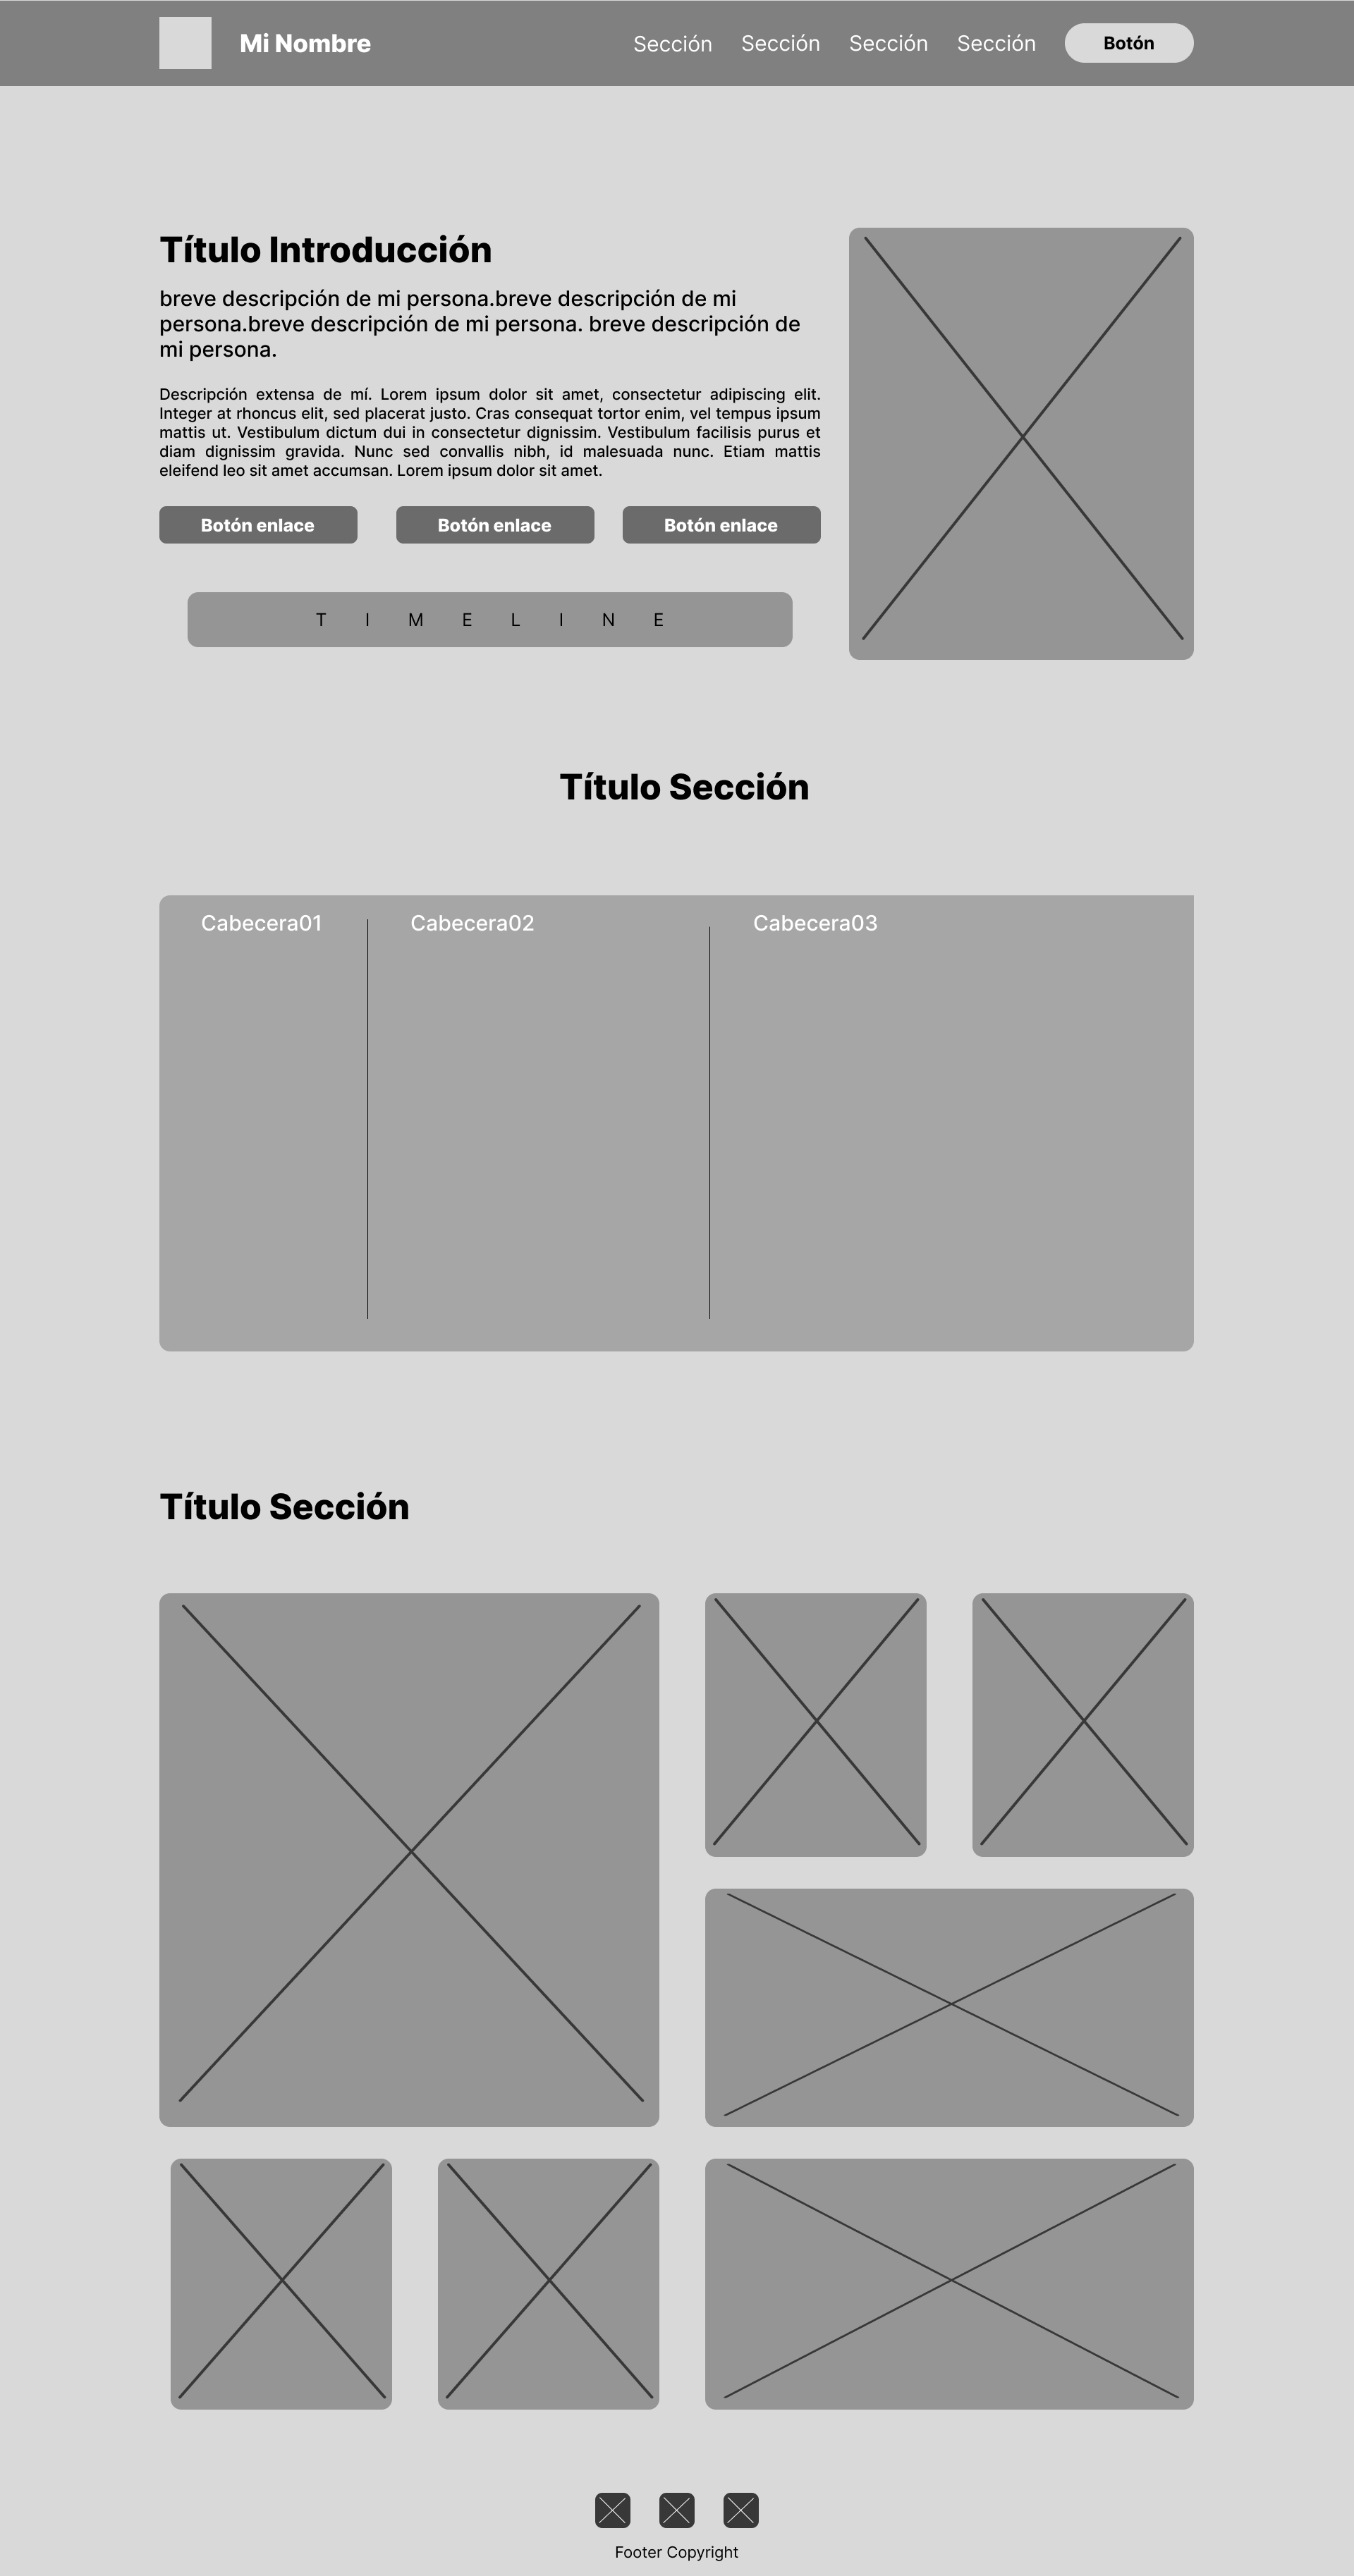 Mi Nombre
Sección Sección Sección Sección Botón
Título Introducción
breve descripción de mi persona.breve descripción de mi
persona.breve descripción de mi persona. breve descripción de
mi persona.
Descripción extensa de mí. Lorem ipsum dolor sit amet, consectetur adipiscing elit.
Integer at rhoncus elit, sed placerat justo. Cras consequat tortor enim, vel tempus ipsum
mattis ut. Vestibulum dictum dui in consectetur dignissim. Vestibulum facilisis purus et
diam dignissim gravida. Nunc sed convallis nibh, id malesuada nunc. Etiam mattis
eleifend leo sit amet accumsan. Lorem ipsum dolor sit amet.
Botón enlace Botón enlace Botón enlace
T I M E L I N E
Título Sección
Cabecera01 Cabecera02 Cabecera03
Título Sección
Footer Copyright